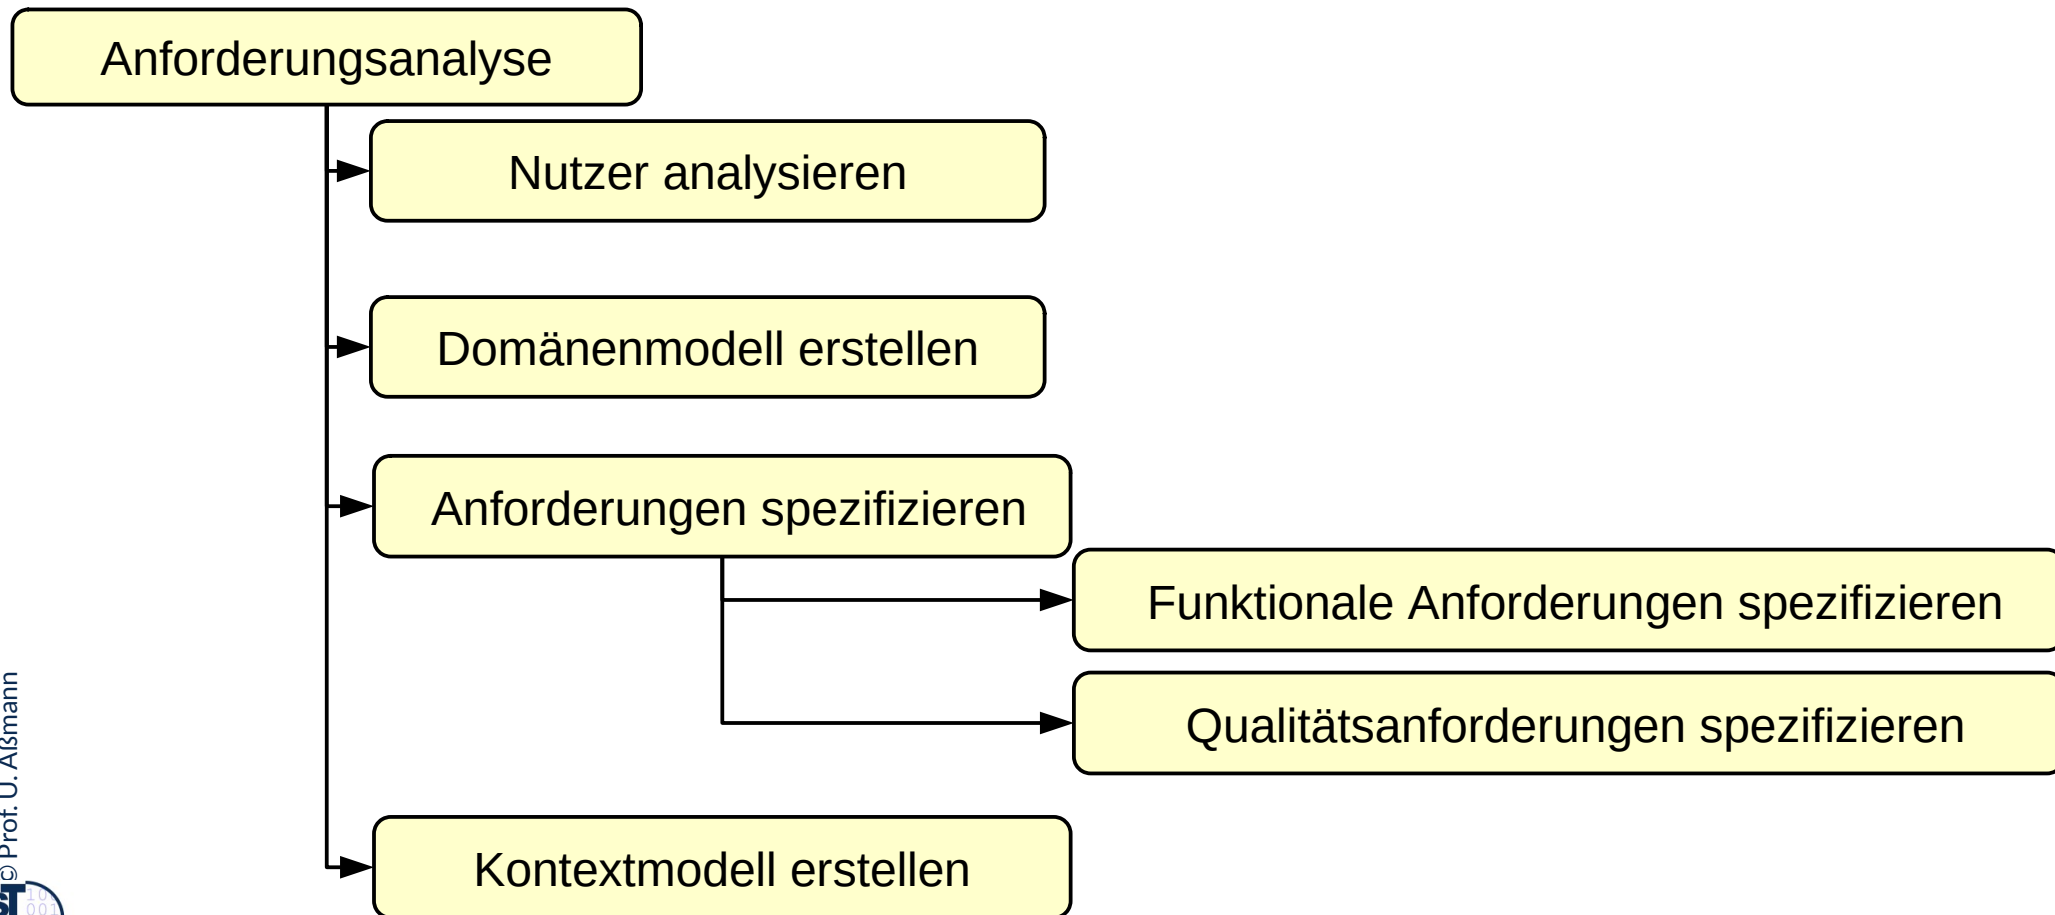 Anforderungsanalyse
Nutzer analysieren
Domänenmodell erstellen
Anforderungen spezifizieren
Funktionale Anforderungen spezifizieren
Qualitätsanforderungen spezifizieren
Kontextmodell erstellen
© Prof. U. Aßmann